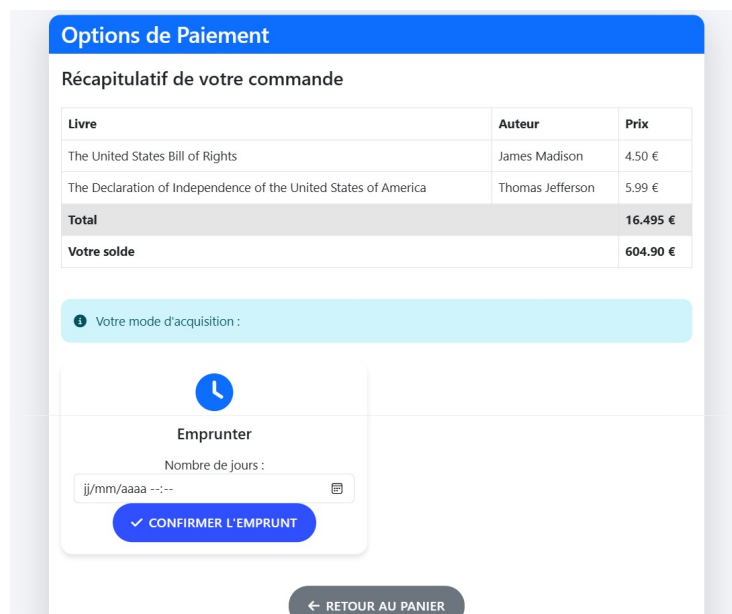 Options de Paiement
Récapitulatif de votre commande
Livre Auteur Prix
The United States Bill of Rights James Madison 4.50 €
The Declaration of Independence of the United States of America Thomas Jefferson 5.99 €
Total 16.495 €
Votre solde 604.90 €
Votre mode d'acquisition :
Emprunter
Nombre de jours :
jj/mm/aaaa --:--
CONFIRMER L'EMPRUNT
RETOUR AU PANIER